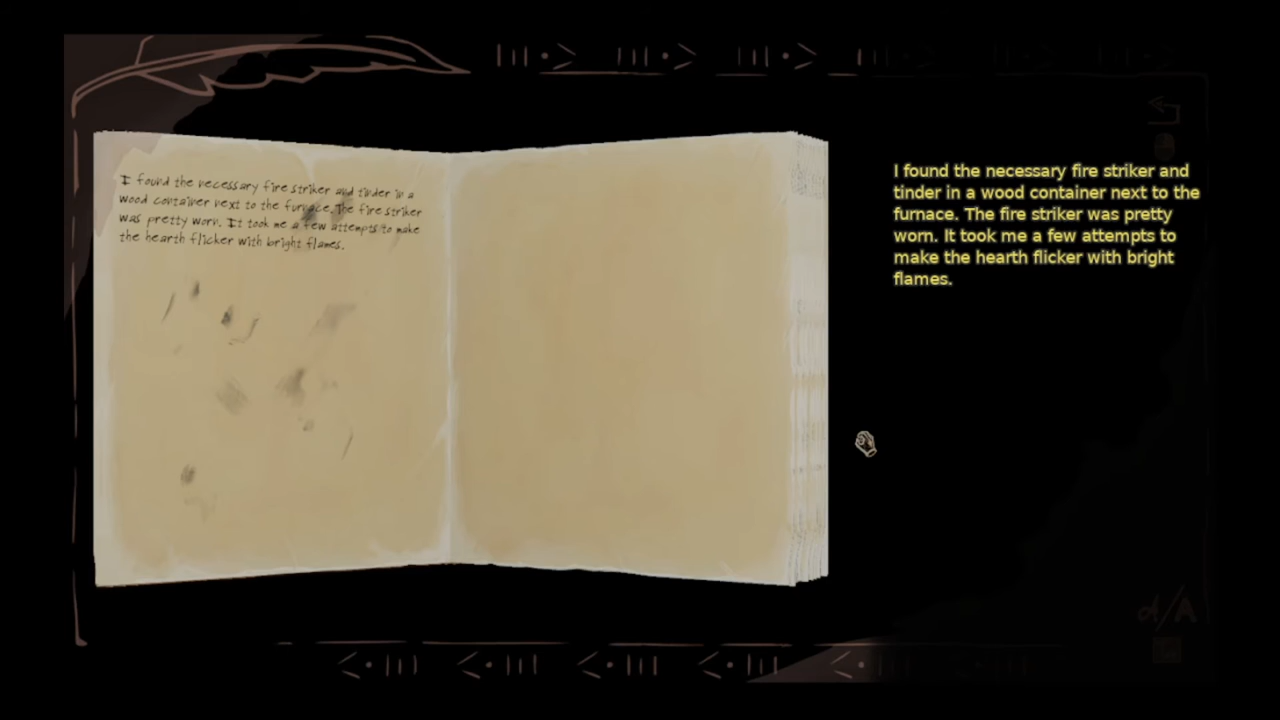 I found the necessary fire striker and tinder in a
wood container next to the furnace. The fire striker
was pretty worn. It took me a few attempts to make
the hearth flicker with bright flames.
I found the necessary fire striker and
tinder in a wood container next to the
furnace. The fire striker was pretty
worn. It took me a few attempts to
make the hearth flicker with bright
flames.